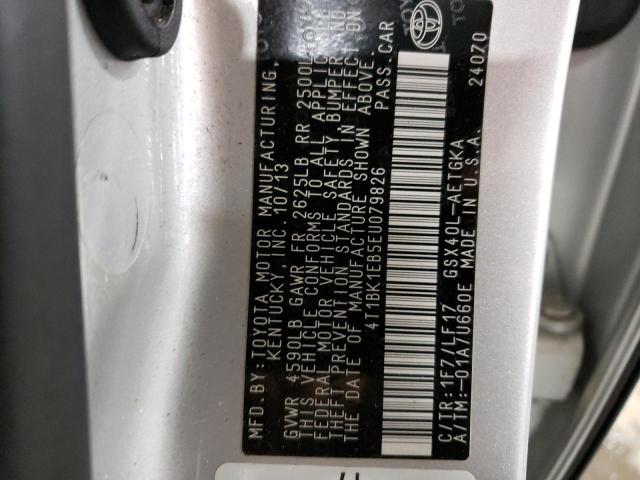 MFD.BY:TOYOTA MOTOR MANUFACTURING,
KENTUCKY, INC. 10/13
GVWR 4590LB GAWR FR 2625LB RR 2500LB
THIS VEHICLE CONFORMS TO ALL APPLIC
FEDERAL MOTOR VEHICLE SAFETY, BUMPER, AND
THEFT PREVENTION STANDARDS IN EFFECT ON
THE DATE OF MANUFACTURE SHOWN ABOVE.
4T1BK1EB5EU079826 PASS.CAR
C/TR:1F7/LF17 GSX40L-AETGKA
A/TM:-01A/U660E MADE IN U.S.A. 24070